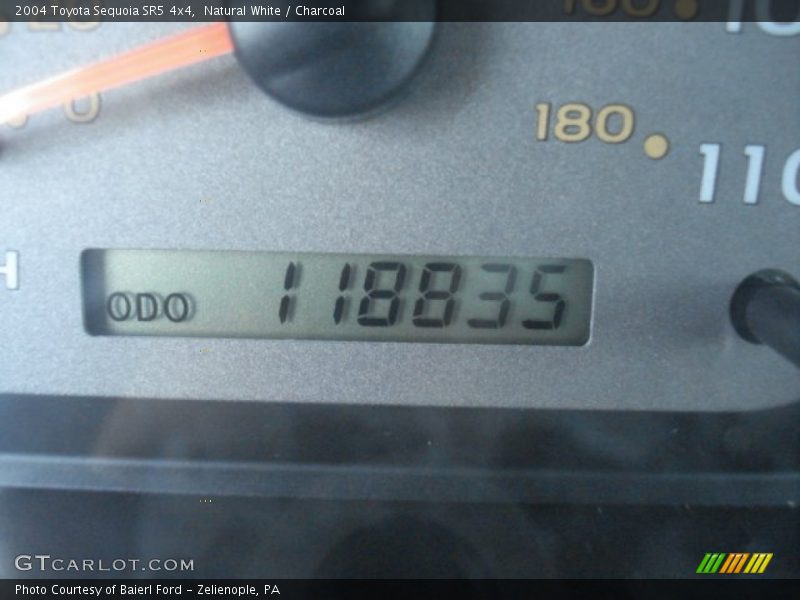 2004 Toyota Sequoia SR5 4x4,  Natural White / Charcoal
180
110
H
ODO 118835
GTCARLOT.COM
Photo Courtesy of Baierl Ford - Zelienople, PA